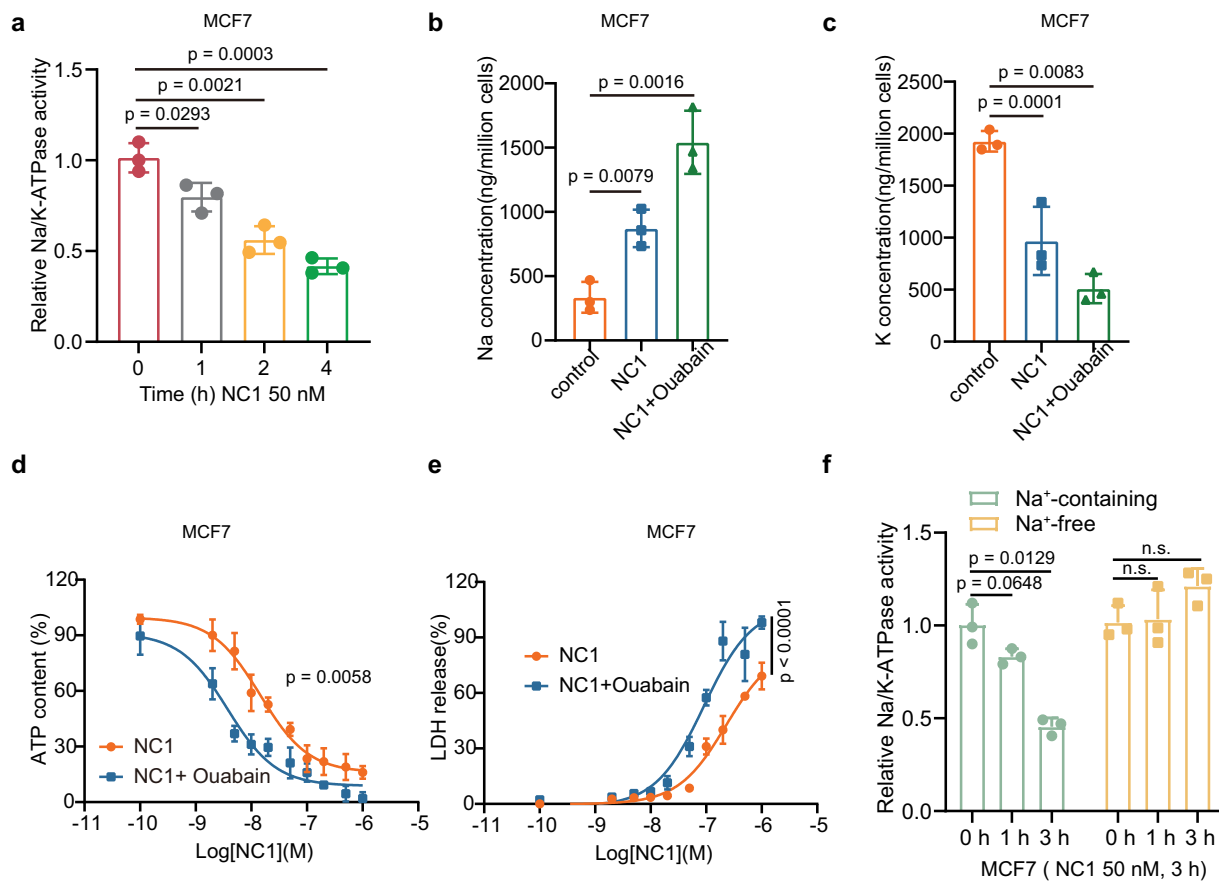 a
MCF7
p = 0.0003
p = 0.0021
p = 0.0293
Relative Na/K-ATPase activity
1.5
1.0
0.5
0.0
0 1 2 4
Time (h) NC1 50 nM
b
MCF7
p = 0.0016
p = 0.0079
Na concentration(ng/million cells)
2000
1500
1000
500
0
control
NC1
NC1+Ouabain
c
MCF7
p = 0.0083
p = 0.0001
K concentration(ng/million cells)
2500
2000
1500
1000
500
0
control
NC1
NC1+Ouabain
d
MCF7
ATP content (%)
120
90
60
30
0
p = 0.0058
NC1
NC1+ Ouabain
-11 -10 -9 -8 -7 -6 -5
Log[NC1](M)
e
MCF7
LDH release(%)
120
90
60
30
0
NC1
NC1+Ouabain
p < 0.0001
-11 -10 -9 -8 -7 -6 -5
Log[NC1](M)
f
Na⁺-containing
Na⁺-free
Relative Na/K-ATPase activity
1.5
1.0
0.5
0.0
p = 0.0129
p = 0.0648
n.s.
n.s.
0 h 1 h 3 h 0 h 1 h 3 h
MCF7 ( NC1 50 nM, 3 h)